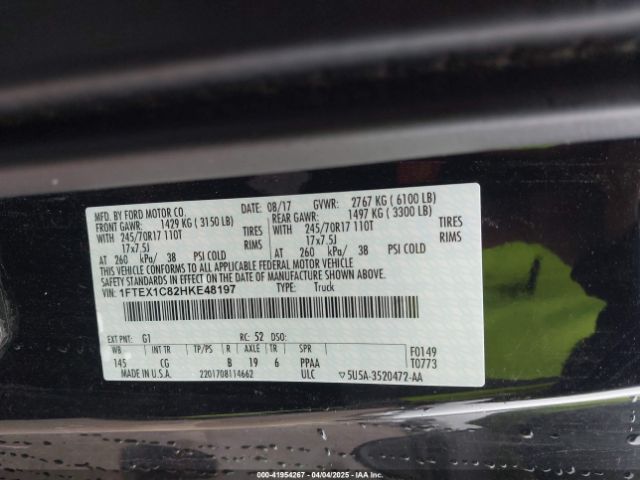 MFD. BY FORD MOTOR CO. DATE: 08/17 GVWR: 2767 KG ( 6100 LB)
FRONT GAWR: 1429 KG ( 3150 LB) REAR GAWR: 1497 KG ( 3300 LB)
WITH 245/70R17 110T TIRES WITH 245/70R17 110T TIRES
17x7.5J RIMS 17x7.5J RIMS
AT 260 kPa/ 38 PSI COLD AT 260 kPa/ 38 PSI COLD
THIS VEHICLE CONFORMS TO ALL APPLICABLE FEDERAL MOTOR VEHICLE
SAFETY STANDARDS IN EFFECT ON THE DATE OF MANUFACTURE SHOWN ABOVE.
VIN: 1FTEX1C82HKE48197 TYPE: Truck
EXT PNT: G1 RC: 52 DSO: F0149
WB INT TR TP/PS R AXLE TR SPR T0773
145 CG B 19 6 PPAA
MADE IN U.S.A. 2201708114662 ULC 5U5A-3520472-AA
000-41954267 - 04/04/2025 - IAA Inc.